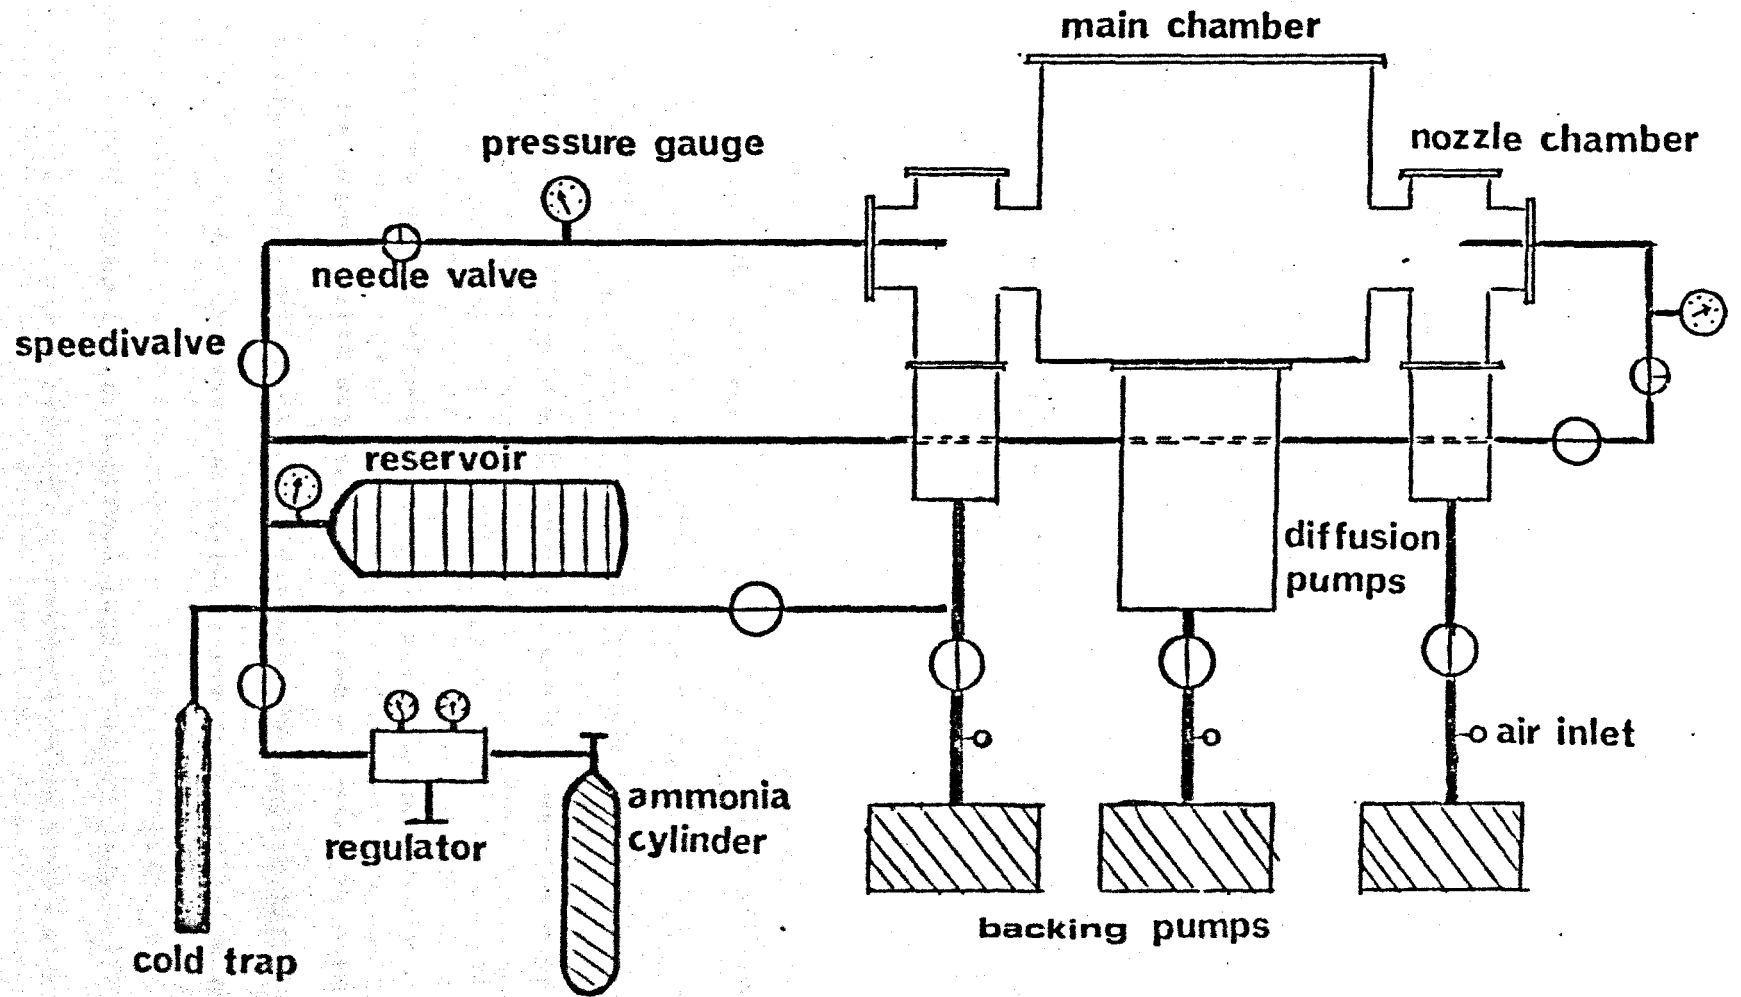 main chamber
nozzle chamber
pressure gauge
needle valve
speedivalve
reservoir
diffusion
pumps
air inlet
ammonia
cylinder
regulator
backing pumps
cold trap